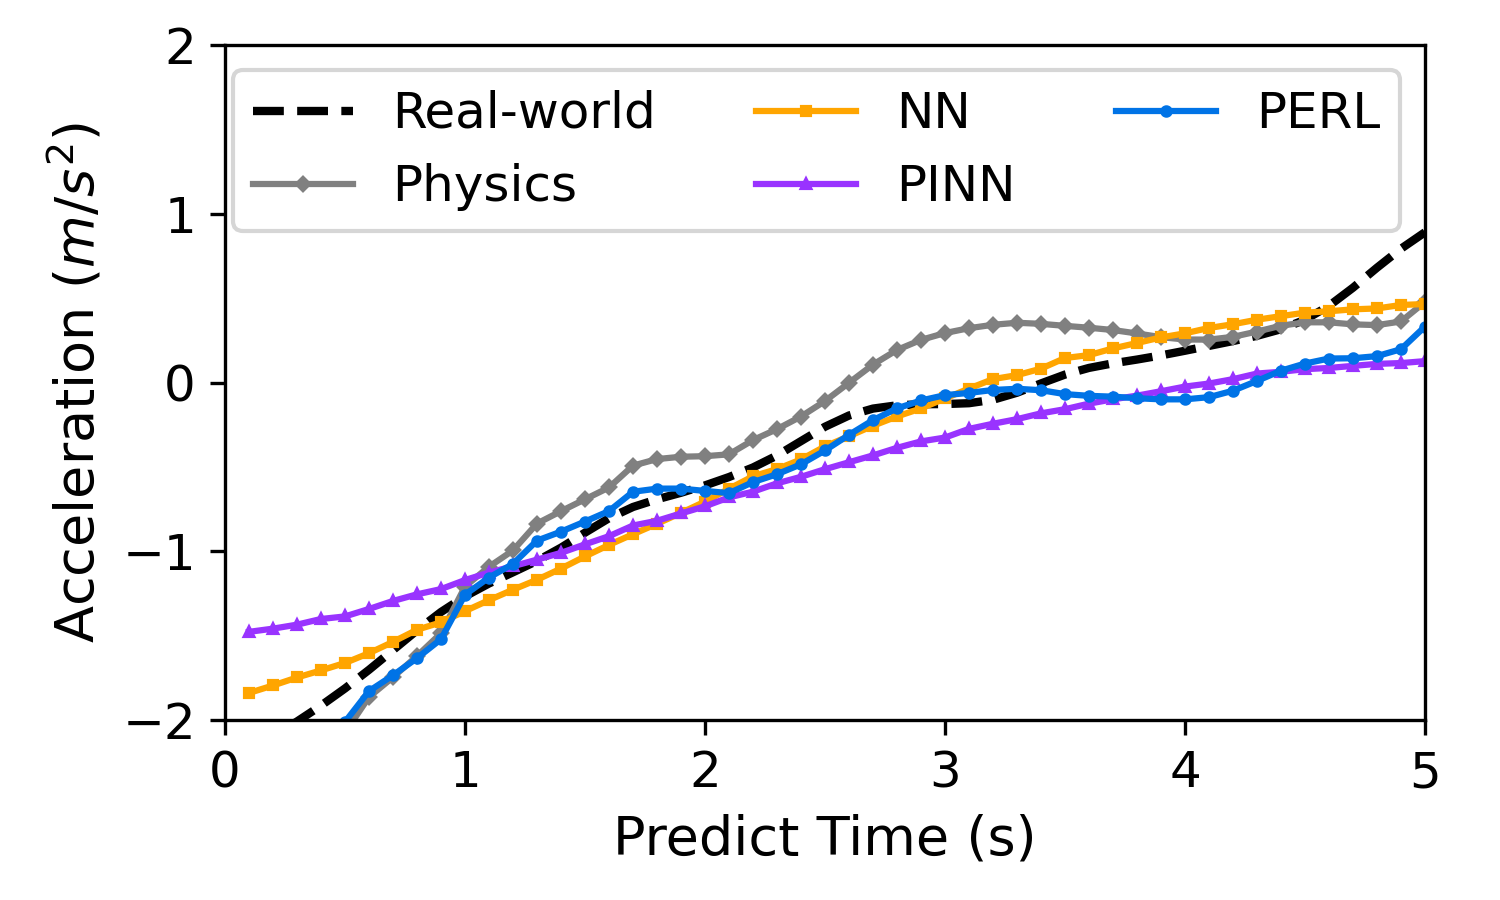 2
1
0
−1
−2
Acceleration (m/s²)
Real-world
Physics
NN
PINN
PERL
0 1 2 3 4 5
Predict Time (s)